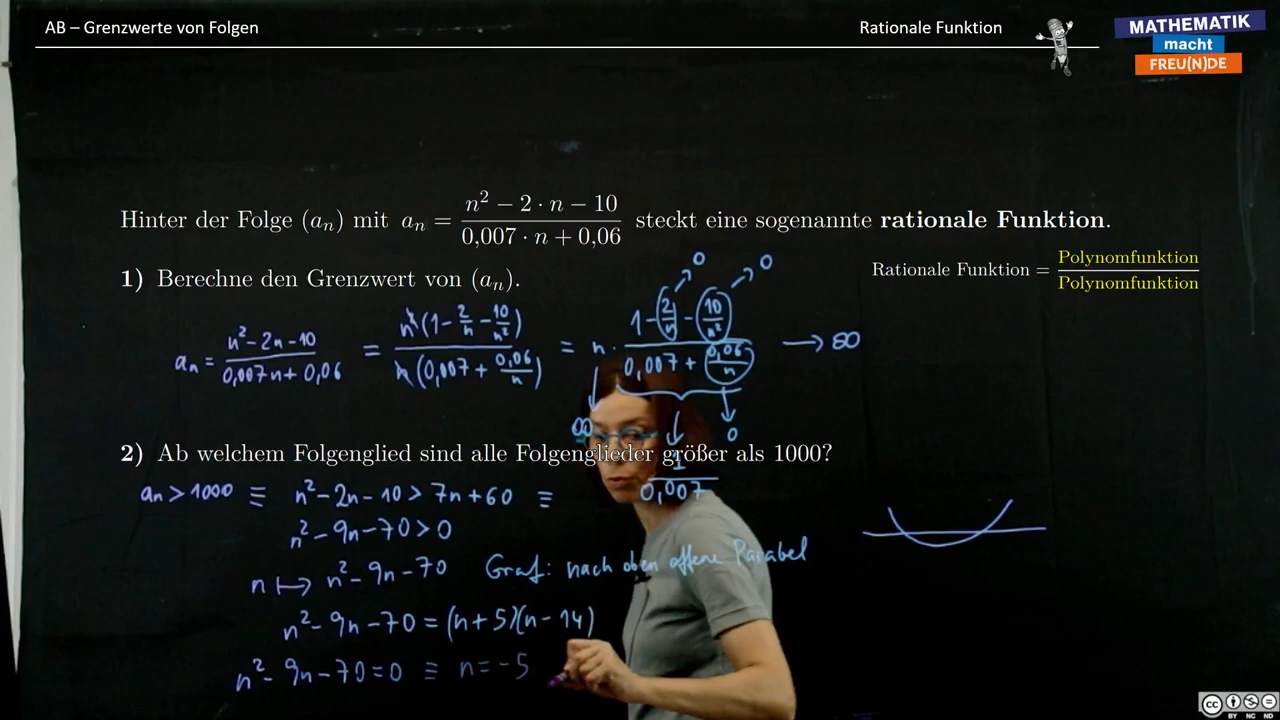 AB – Grenzwerte von Folgen
Rationale Funktion
MATHEMATIK
macht
FREU(N)DE
Hinter der Folge (aₙ) mit aₙ = (n² − 2 · n − 10)/(0,007 · n + 0,06) steckt eine sogenannte rationale Funktion.
Rationale Funktion = Polynomfunktion/Polynomfunktion
1) Berechne den Grenzwert von (aₙ).
aₙ = (n² - 2n - 10)/(0,007n + 0,06) = n²(1 - 2/n - 10/n²)/n(0,007 + 0,06/n) = n · (1 - 2/n - 10/n²)/(0,007 + 0,06/n) → ∞
0 0
∞ 0
1/0,007
2) Ab welchem Folgenglied sind alle Folgenglieder größer als 1000?
aₙ > 1000 ≡ n² - 2n - 10 > 7n + 60 ≡
n² - 9n - 70 > 0
n ↦ n² - 9n - 70 Graf: nach oben offene Parabel
n² - 9n - 70 = (n + 5)(n - 14)
n² - 9n - 70 = 0 ≡ n = -5
cc
BY NC ND